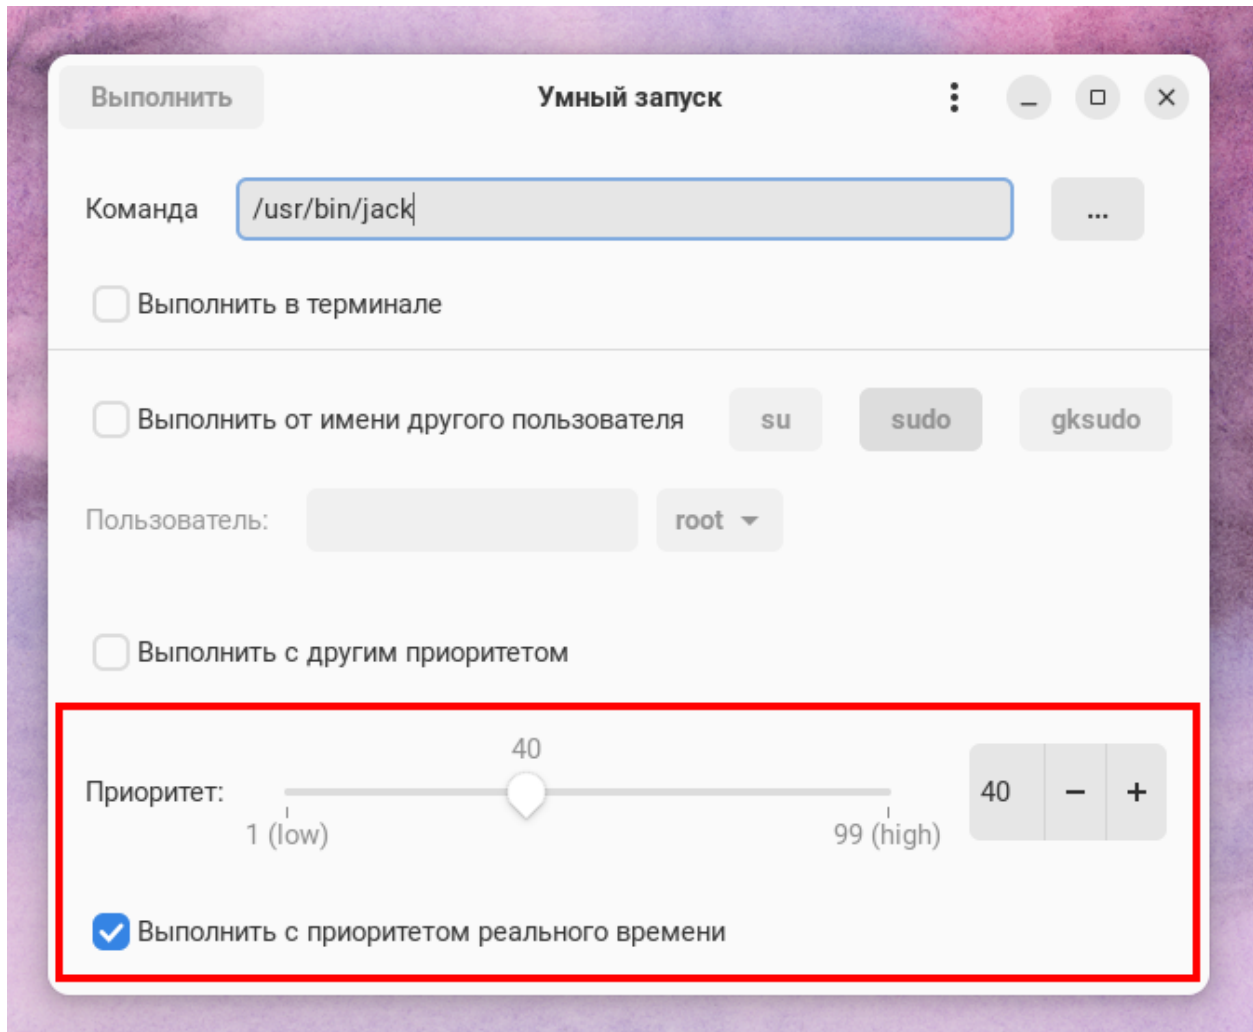 Выполнить Умный запуск
Команда /usr/bin/jack ...
Выполнить в терминале
Выполнить от имени другого пользователя su sudo gksudo
Пользователь: root
Выполнить с другим приоритетом
40
Приоритет: 40 − +
1 (low) 99 (high)
Выполнить с приоритетом реального времени